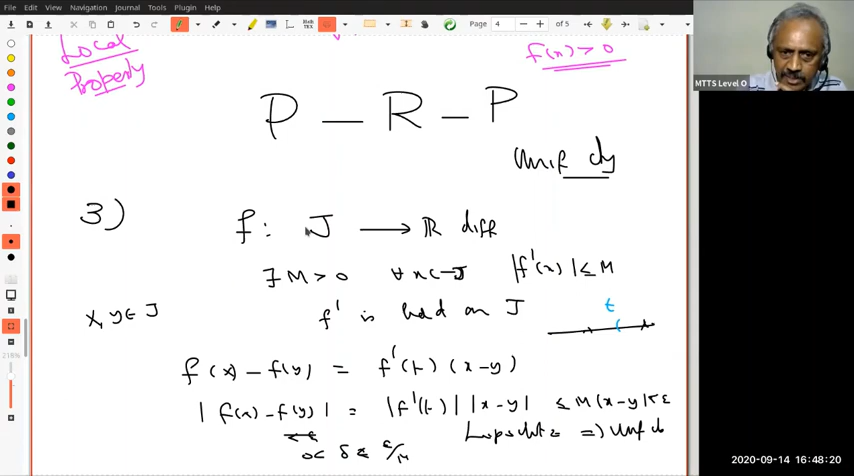 File Edit View Navigation Journal Tools Plugin Help
Page 4 of 5
Local
Property
f(x) > 0
P — R — P
Unif cty
3) f : J → ℝ diff
∃ M > 0 ∀ x ∈ J |f'(x)| ≤ M
x, y ∈ J f' is bdd on J
t
f(x) – f(y) = f'(t) (x–y)
|f(x) – f(y)| = |f'(t)| |x–y| ≤ M|x–y| < ε
0 < δ < ε/M
Lipschitz ⇒ Unif
218%
MTTS Level O
2020-09-14 16:48:20